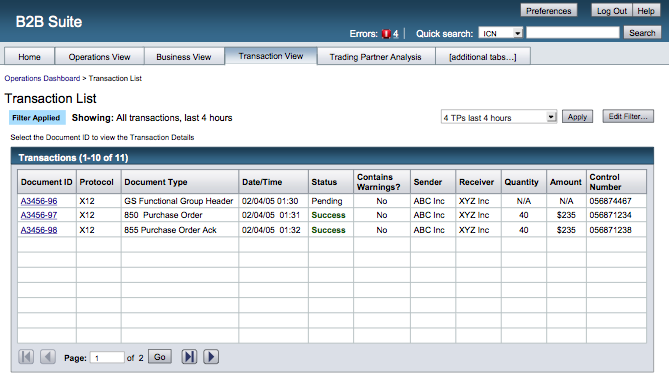 Preferences Log Out Help
B2B Suite
Errors: 4 | Quick search: ICN Search
Home Operations View Business View Transaction View Trading Partner Analysis [additional tabs…]
Operations Dashboard > Transaction List
Transaction List
Filter Applied Showing: All transactions, last 4 hours 4 TPs last 4 hours Apply Edit Filter...
Select the Document ID to view the Transaction Details
Transactions (1-10 of 11)
Document ID Protocol Document Type Date/Time Status Contains Warnings? Sender Receiver Quantity Amount Control Number
A3456-96 X12 GS Functional Group Header 02/04/05 01:30 Pending No ABC Inc XYZ Inc N/A N/A 056874467
A3456-97 X12 850 Purchase Order 02/04/05 01:31 Success No ABC Inc XYZ Inc 40 $235 056871234
A3456-98 X12 855 Purchase Order Ack 02/04/05 01:32 Success No ABC Inc XYZ Inc 40 $235 056871238
Page: 1 of 2 Go